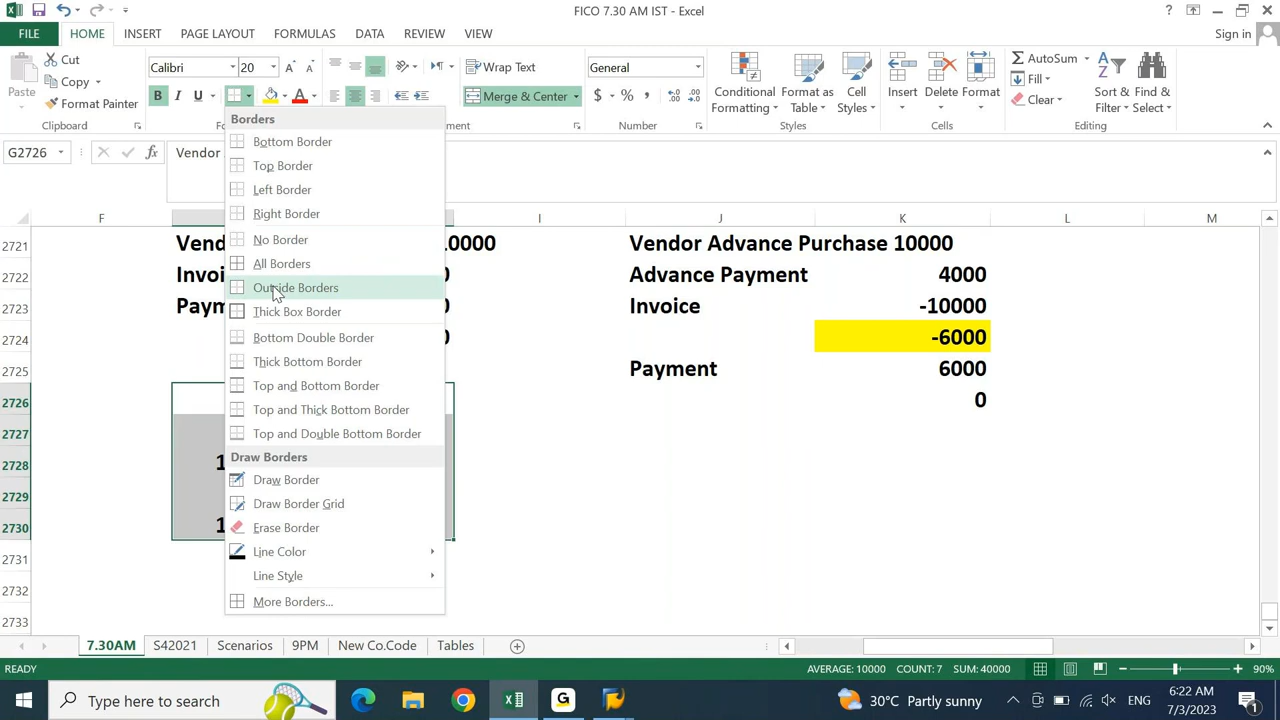 FICO 7.30 AM IST - Excel
?
FILE
HOME
INSERT
PAGE LAYOUT
FORMULAS
DATA
REVIEW
VIEW
Sign in
Paste
Cut
Copy
Format Painter
Clipboard
Calibri
20
B I U
Wrap Text
Merge & Center
General
$ % ,
Number
Conditional Formatting
Format as Table
Cell Styles
Styles
Insert
Delete
Format
Cells
AutoSum
Fill
Clear
Sort & Filter
Find & Select
Editing
G2726
Vendor
Borders
Bottom Border
Top Border
Left Border
Right Border
No Border
All Borders
Outside Borders
Thick Box Border
Bottom Double Border
Thick Bottom Border
Top and Bottom Border
Top and Thick Bottom Border
Top and Double Bottom Border
Draw Borders
Draw Border
Draw Border Grid
Erase Border
Line Color
Line Style
More Borders...
F I J K L M
2721 Vendor Advance Purchase 10000
2722 Advance Payment 4000
2723 Invoice -10000
2724 -6000
2725 Payment 6000
2726 0
2727
2728
2729
2730
2731
2732
2733
7.30AM
S42021
Scenarios
9PM
New Co.Code
Tables
READY
AVERAGE: 10000 COUNT: 7 SUM: 40000
90%
Type here to search
30°C Partly sunny
ENG
6:22 AM
7/3/2023
1